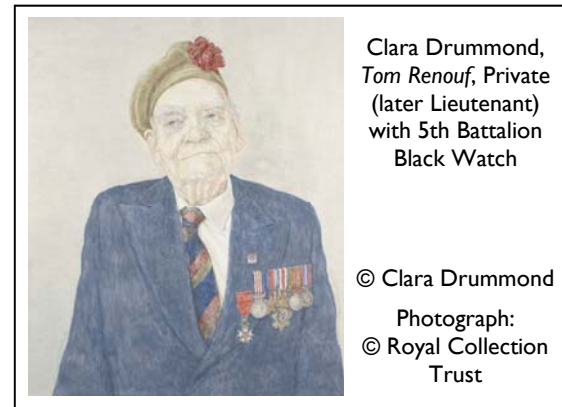 Clara Drummond,
Tom Renouf, Private
(later Lieutenant)
with 5th Battalion
Black Watch
© Clara Drummond
Photograph:
© Royal Collection
Trust